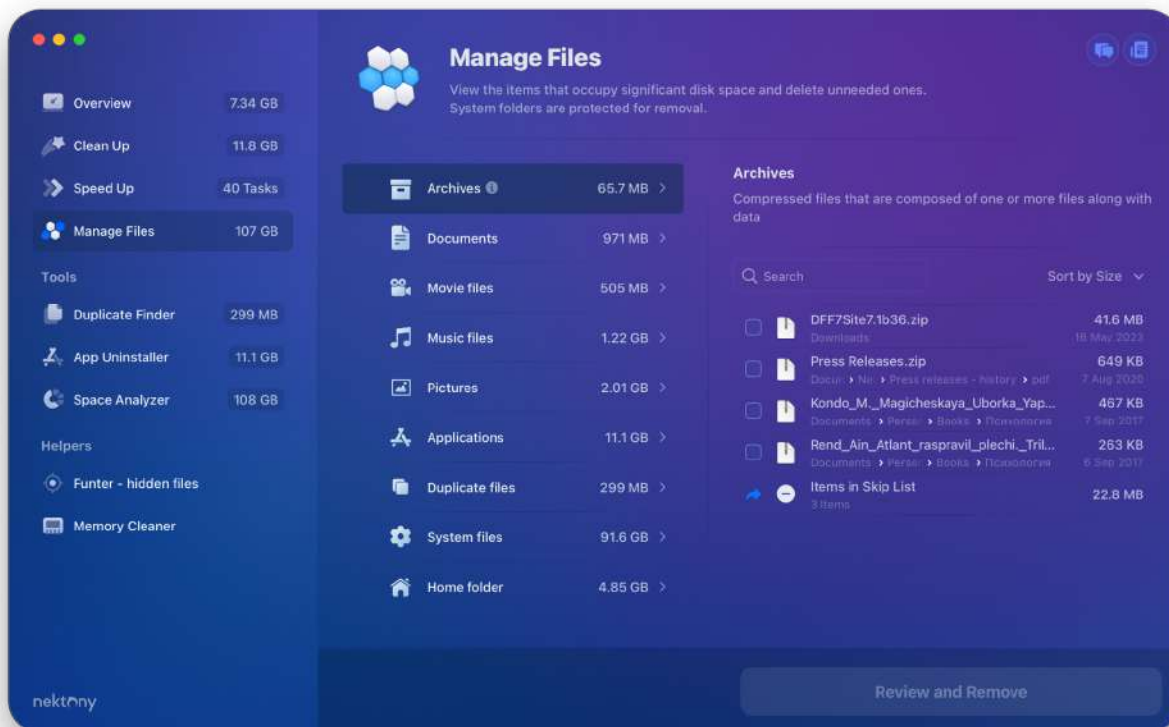 Overview 7.34 GB
Clean Up 11.8 GB
Speed Up 40 Tasks
Manage Files 107 GB
Tools
Duplicate Finder 299 MB
App Uninstaller 11.1 GB
Space Analyzer 108 GB
Helpers
Funter - hidden files
Memory Cleaner
nektony
Manage Files
View the items that occupy significant disk space and delete unneeded ones.
System folders are protected for removal.
Archives 65.7 MB
Documents 971 MB
Movie files 505 MB
Music files 1.22 GB
Pictures 2.01 GB
Applications 11.1 GB
Duplicate files 299 MB
System files 91.6 GB
Home folder 4.85 GB
Archives
Compressed files that are composed of one or more files along with
data
Search Sort by Size
DFF7Site7.1b36.zip 41.6 MB
Downloads 16 May 2023
Press Releases.zip 649 KB
Press releases - history pdf 7 Aug 2020
Kondo_M._Magicheskaya_Uborka_Yap... 467 KB
Documents Books Психология 7 Sep 2017
Rend_Ain_Atlant_raspravil_plechi._Tril... 263 KB
Documents Books Психология 6 Sep 2017
Items in Skip List 22.8 MB
3 Items
Review and Remove